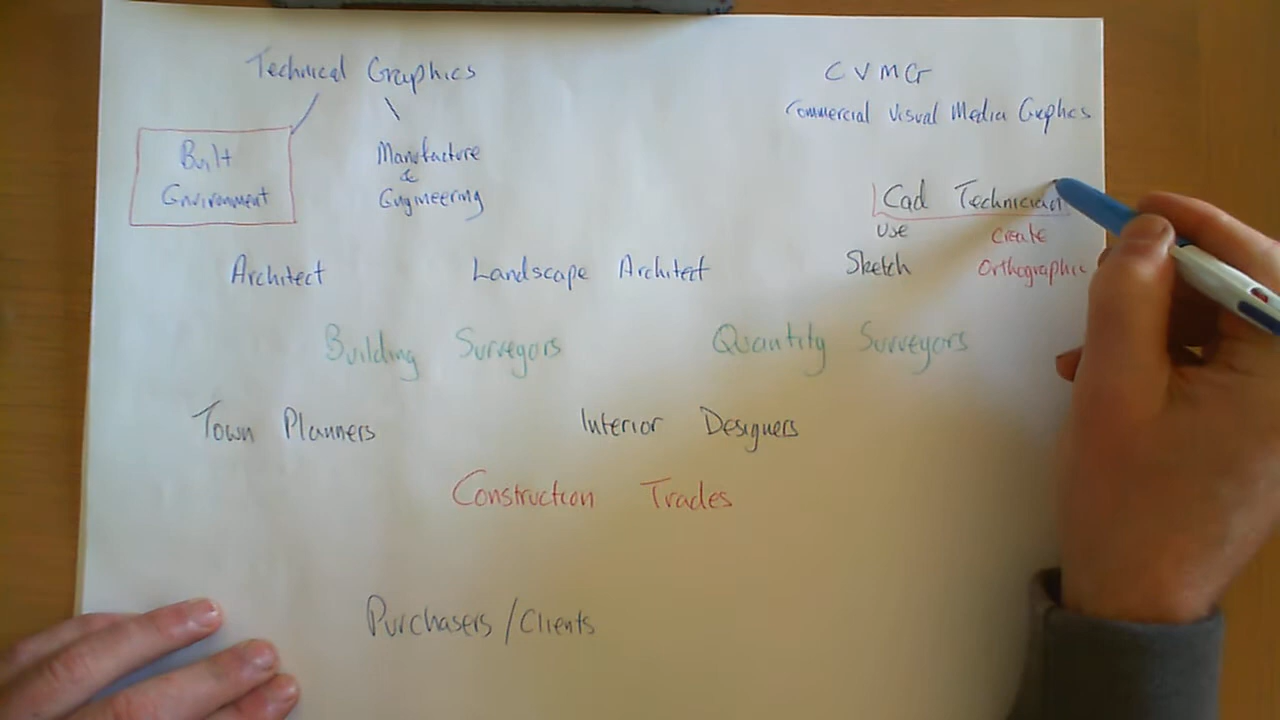 Technical Graphics
CVMG
Commercial Visual Media Graphics
Built
Environment
Manufacture
&
Engineering
Cad Technician
Use
Create
Sketch
Orthographic
Architect
Landscape Architect
Building Surveyors
Quantity Surveyors
Town Planners
Interior Designers
Construction Trades
Purchasers/Clients